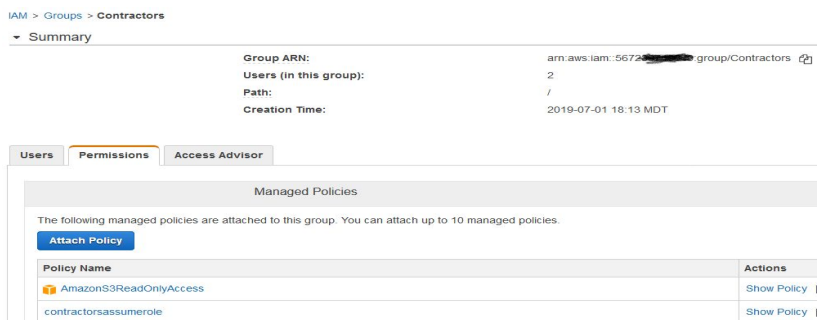 IAM > Groups > Contractors
Summary
Group ARN: arn:aws:iam::5672 :group/Contractors
Users (in this group): 2
Path: /
Creation Time: 2019-07-01 18:13 MDT
Users Permissions Access Advisor
Managed Policies
The following managed policies are attached to this group. You can attach up to 10 managed policies.
Attach Policy
Policy Name Actions
AmazonS3ReadOnlyAccess Show Policy
contractorsassumerole Show Policy